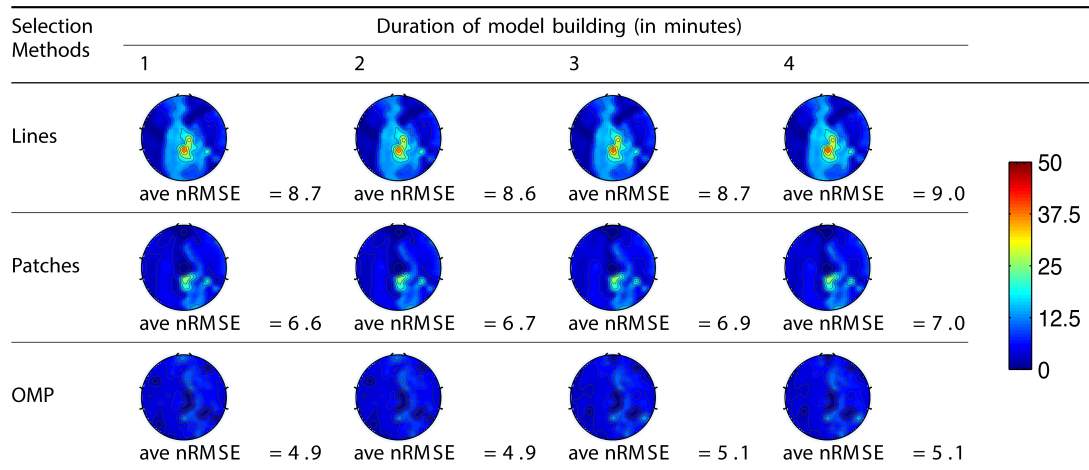 Selection Methods
Duration of model building (in minutes)
1 2 3 4
Lines
ave nRMSE = 8.7 ave nRMSE = 8.6 ave nRMSE = 8.7 ave nRMSE = 9.0
Patches
ave nRMSE = 6.6 ave nRMSE = 6.7 ave nRMSE = 6.9 ave nRMSE = 7.0
OMP
ave nRMSE = 4.9 ave nRMSE = 4.9 ave nRMSE = 5.1 ave nRMSE = 5.1
50
37.5
25
12.5
0